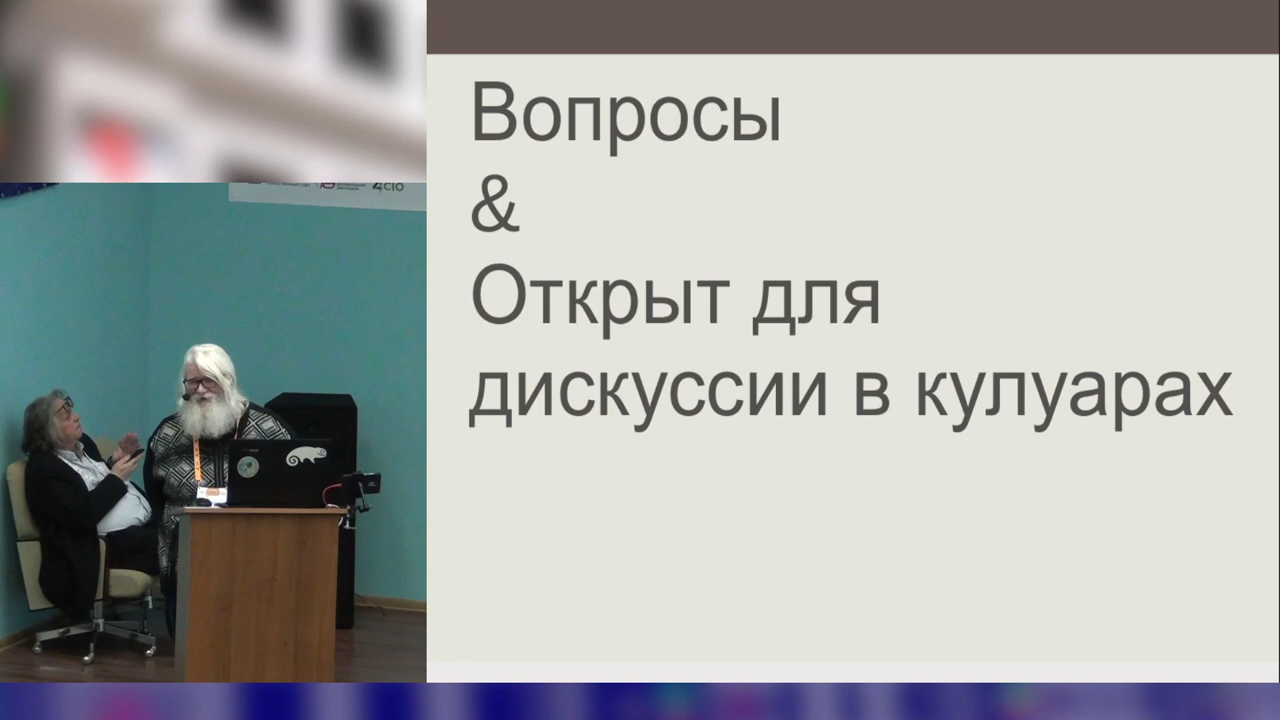 4CIO
Вопросы
&
Открыт для
дискуссии в кулуарах